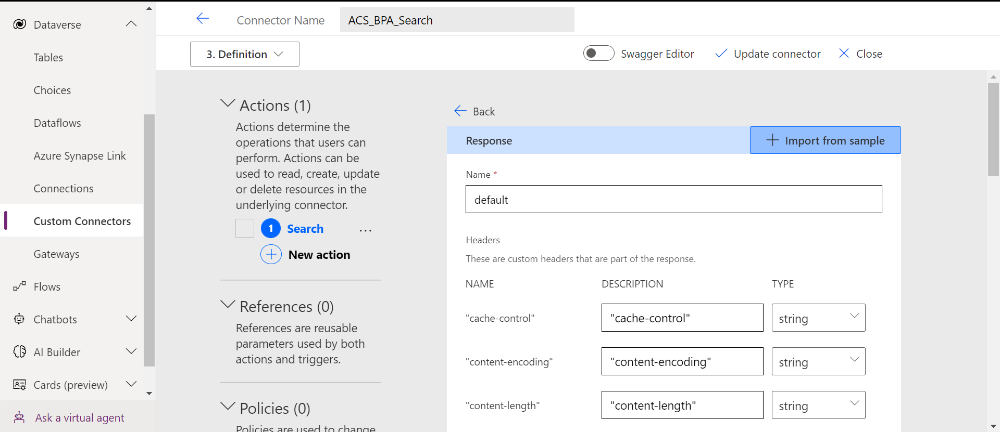 Dataverse
Tables
Choices
Dataflows
Azure Synapse Link
Connections
Custom Connectors
Gateways
Flows
Chatbots
AI Builder
Cards (preview)
Ask a virtual agent
Connector Name
ACS_BPA_Search
3. Definition
Swagger Editor
Update connector
Close
Actions (1)
Actions determine the
operations that users can
perform. Actions can be
used to read, create, update
or delete resources in the
underlying connector.
1 Search ...
New action
References (0)
References are reusable
parameters used by both
actions and triggers.
Policies (0)
Policies are used to change
Back
Response
Import from sample
Name *
default
Headers
These are custom headers that are part of the response.
NAME DESCRIPTION TYPE
"cache-control" "cache-control" string
"content-encoding" "content-encoding" string
"content-length" "content-length" string